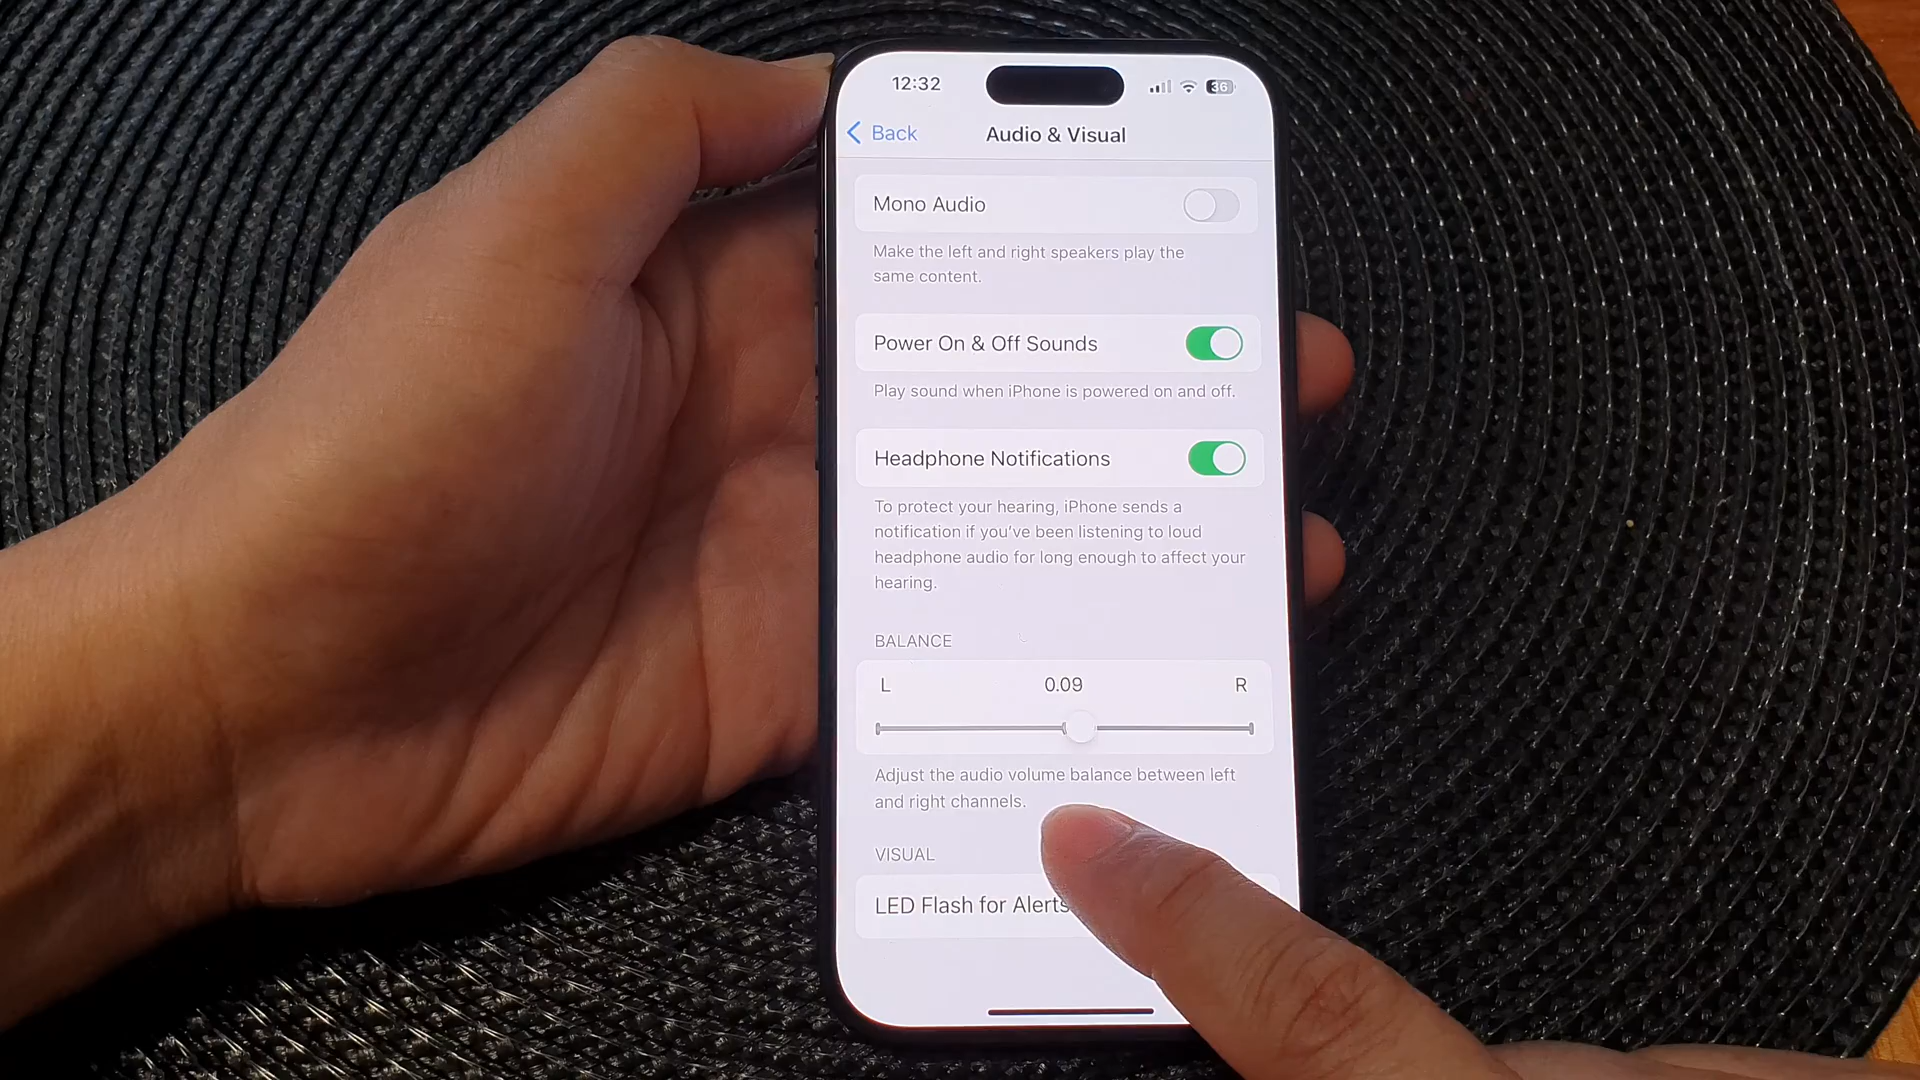 12:32
36
Back
Audio & Visual
Mono Audio
Make the left and right speakers play the
same content.
Power On & Off Sounds
Play sound when iPhone is powered on and off.
Headphone Notifications
To protect your hearing, iPhone sends a
notification if you've been listening to loud
headphone audio for long enough to affect your
hearing.
BALANCE
L 0.09 R
Adjust the audio volume balance between left
and right channels.
VISUAL
LED Flash for Alerts